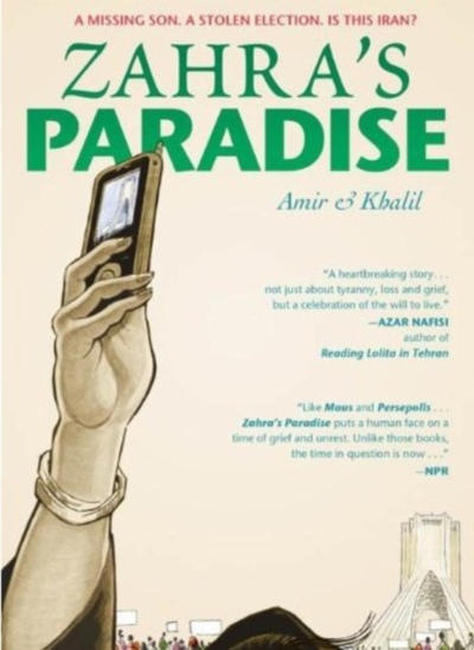 A MISSING SON. A STOLEN ELECTION. IS THIS IRAN?
ZAHRA'S
PARADISE
Amir & Khalil
"A heartbreaking story...
not just about tyranny, loss and grief,
but a celebration of the will to live."
—AZAR NAFISI
author of
Reading Lolita in Tehran
"Like Maus and Persepolis...
Zahra's Paradise puts a human face on a
time of grief and unrest. Unlike those books,
the time in question is now..."
—NPR